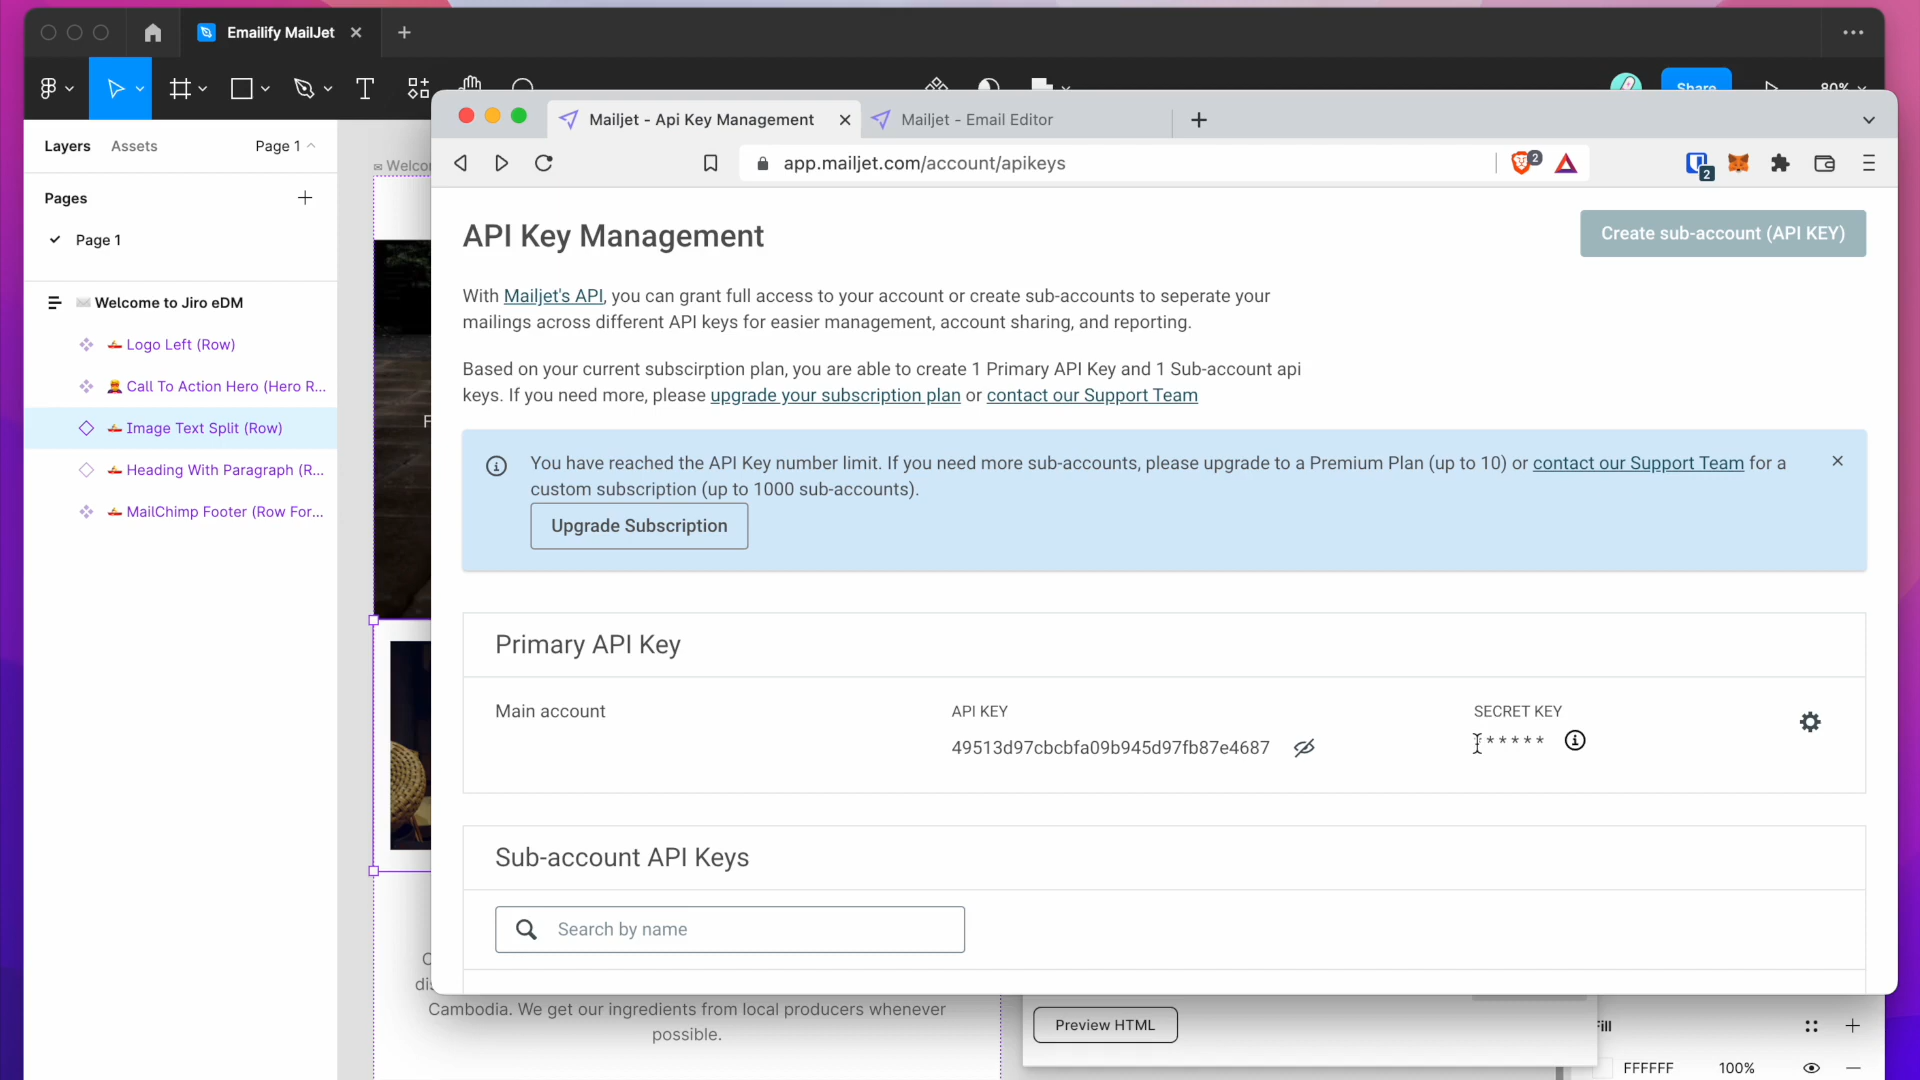 Emailify MailJet
Share
80%
Layers
Assets
Page 1
Pages
Page 1
Welcome to Jiro eDM
Logo Left (Row)
Call To Action Hero (Hero R...
Image Text Split (Row)
Heading With Paragraph (R...
MailChimp Footer (Row For...
Welcom
Mailjet - Api Key Management
Mailjet - Email Editor
app.mailjet.com/account/apikeys
2
2
API Key Management
Create sub-account (API KEY)
With Mailjet's API, you can grant full access to your account or create sub-accounts to seperate your
mailings across different API keys for easier management, account sharing, and reporting.
Based on your current subscirption plan, you are able to create 1 Primary API Key and 1 Sub-account api
keys. If you need more, please upgrade your subscription plan or contact our Support Team
You have reached the API Key number limit. If you need more sub-accounts, please upgrade to a Premium Plan (up to 10) or contact our Support Team for a
custom subscription (up to 1000 sub-accounts).
Upgrade Subscription
Primary API Key
Main account
API KEY
SECRET KEY
49513d97cbcbfa09b945d97fb87e4687
*****
Sub-account API Keys
Search by name
Cambodia. We get our ingredients from local producers whenever
possible.
Preview HTML
Fill
FFFFFF
100%